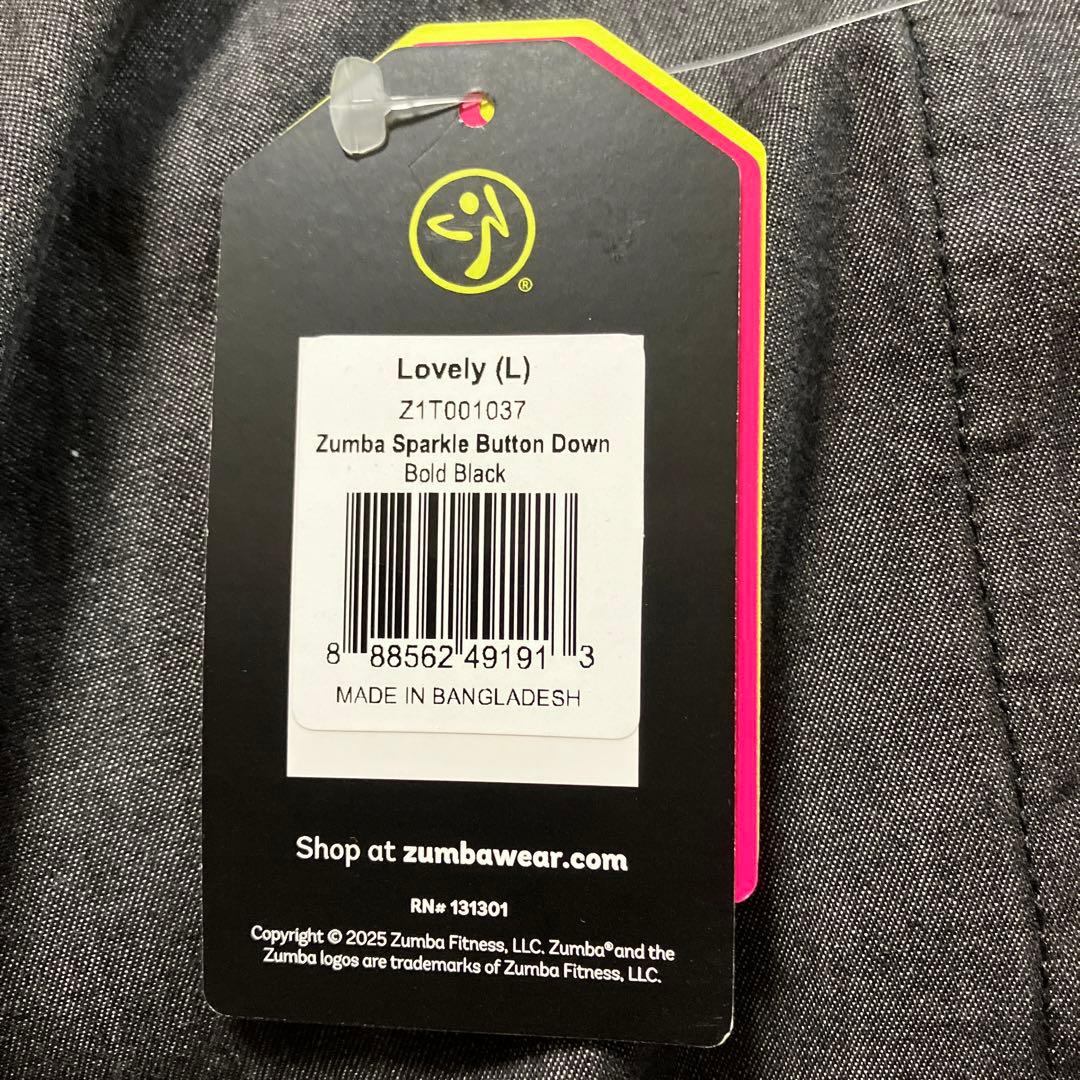 ®
Lovely (L)
Z1T001037
Zumba Sparkle Button Down
Bold Black
8 88562 49191 3
MADE IN BANGLADESH
Shop at zumbawear.com
RN# 131301
Copyright © 2025 Zumba Fitness, LLC. Zumba® and the
Zumba logos are trademarks of Zumba Fitness, LLC.